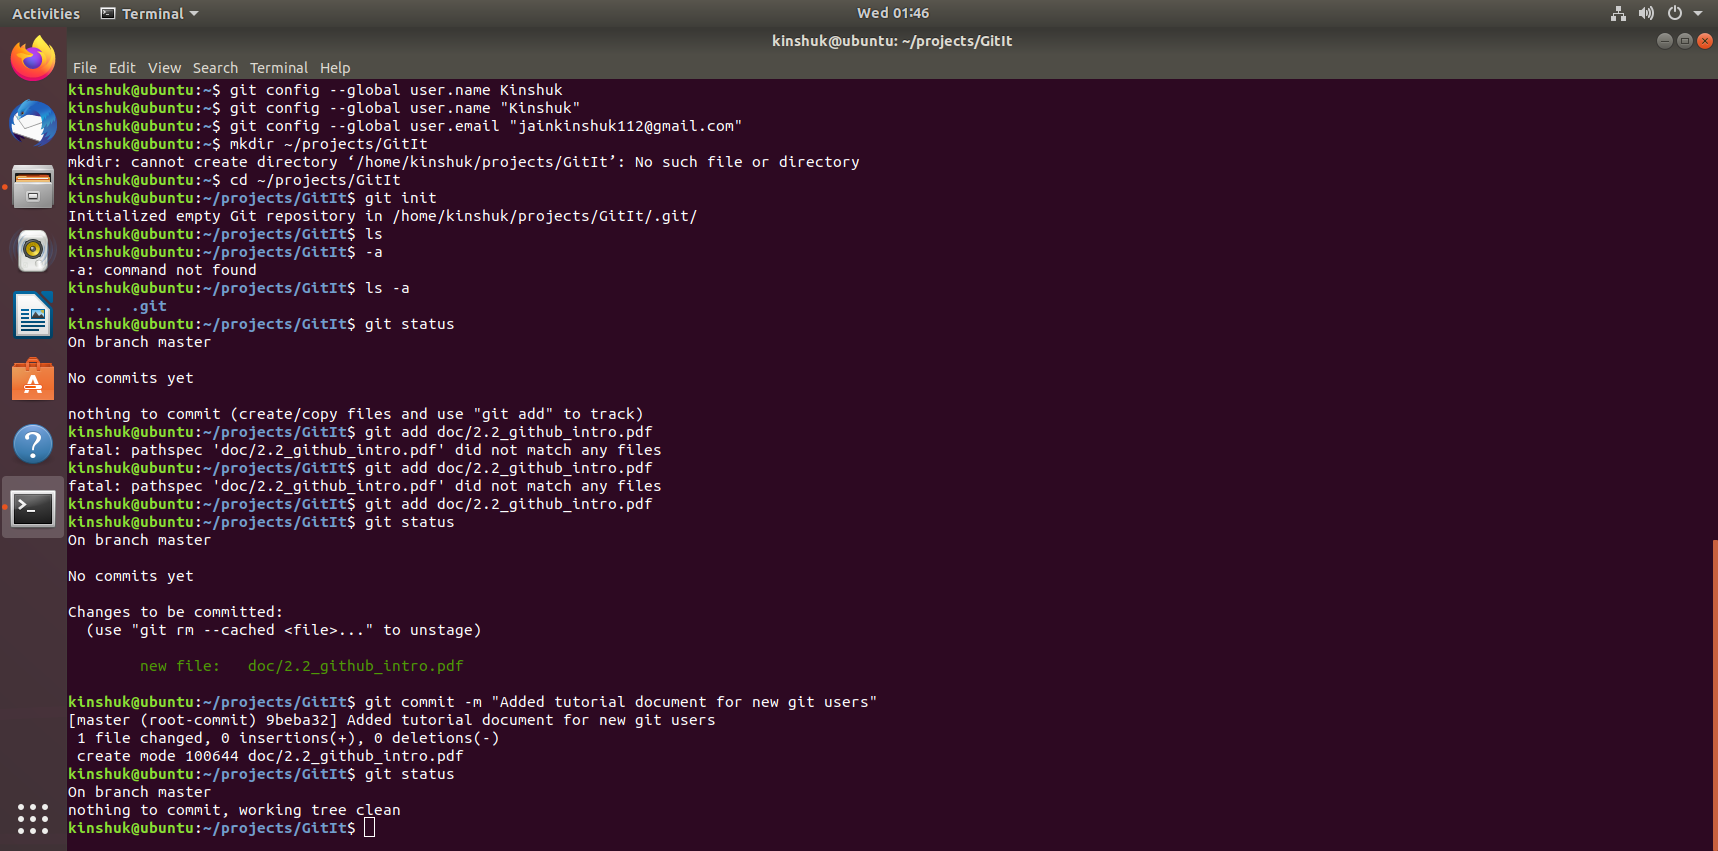 Activities Terminal Wed 01:46
kinshuk@ubuntu: ~/projects/GitIt
File Edit View Search Terminal Help
kinshuk@ubuntu:~$ git config --global user.name Kinshuk
kinshuk@ubuntu:~$ git config --global user.name "Kinshuk"
kinshuk@ubuntu:~$ git config --global user.email "jainkinshuk112@gmail.com"
kinshuk@ubuntu:~$ mkdir ~/projects/GitIt
mkdir: cannot create directory ‘/home/kinshuk/projects/GitIt’: No such file or directory
kinshuk@ubuntu:~$ cd ~/projects/GitIt
kinshuk@ubuntu:~/projects/GitIt$ git init
Initialized empty Git repository in /home/kinshuk/projects/GitIt/.git/
kinshuk@ubuntu:~/projects/GitIt$ ls
kinshuk@ubuntu:~/projects/GitIt$ -a
-a: command not found
kinshuk@ubuntu:~/projects/GitIt$ ls -a
.  ..  .git
kinshuk@ubuntu:~/projects/GitIt$ git status
On branch master

No commits yet

nothing to commit (create/copy files and use "git add" to track)
kinshuk@ubuntu:~/projects/GitIt$ git add doc/2.2_github_intro.pdf
fatal: pathspec 'doc/2.2_github_intro.pdf' did not match any files
kinshuk@ubuntu:~/projects/GitIt$ git add doc/2.2_github_intro.pdf
fatal: pathspec 'doc/2.2_github_intro.pdf' did not match any files
kinshuk@ubuntu:~/projects/GitIt$ git add doc/2.2_github_intro.pdf
kinshuk@ubuntu:~/projects/GitIt$ git status
On branch master

No commits yet

Changes to be committed:
  (use "git rm --cached <file>..." to unstage)

        new file:   doc/2.2_github_intro.pdf

kinshuk@ubuntu:~/projects/GitIt$ git commit -m "Added tutorial document for new git users"
[master (root-commit) 9beba32] Added tutorial document for new git users
 1 file changed, 0 insertions(+), 0 deletions(-)
 create mode 100644 doc/2.2_github_intro.pdf
kinshuk@ubuntu:~/projects/GitIt$ git status
On branch master
nothing to commit, working tree clean
kinshuk@ubuntu:~/projects/GitIt$